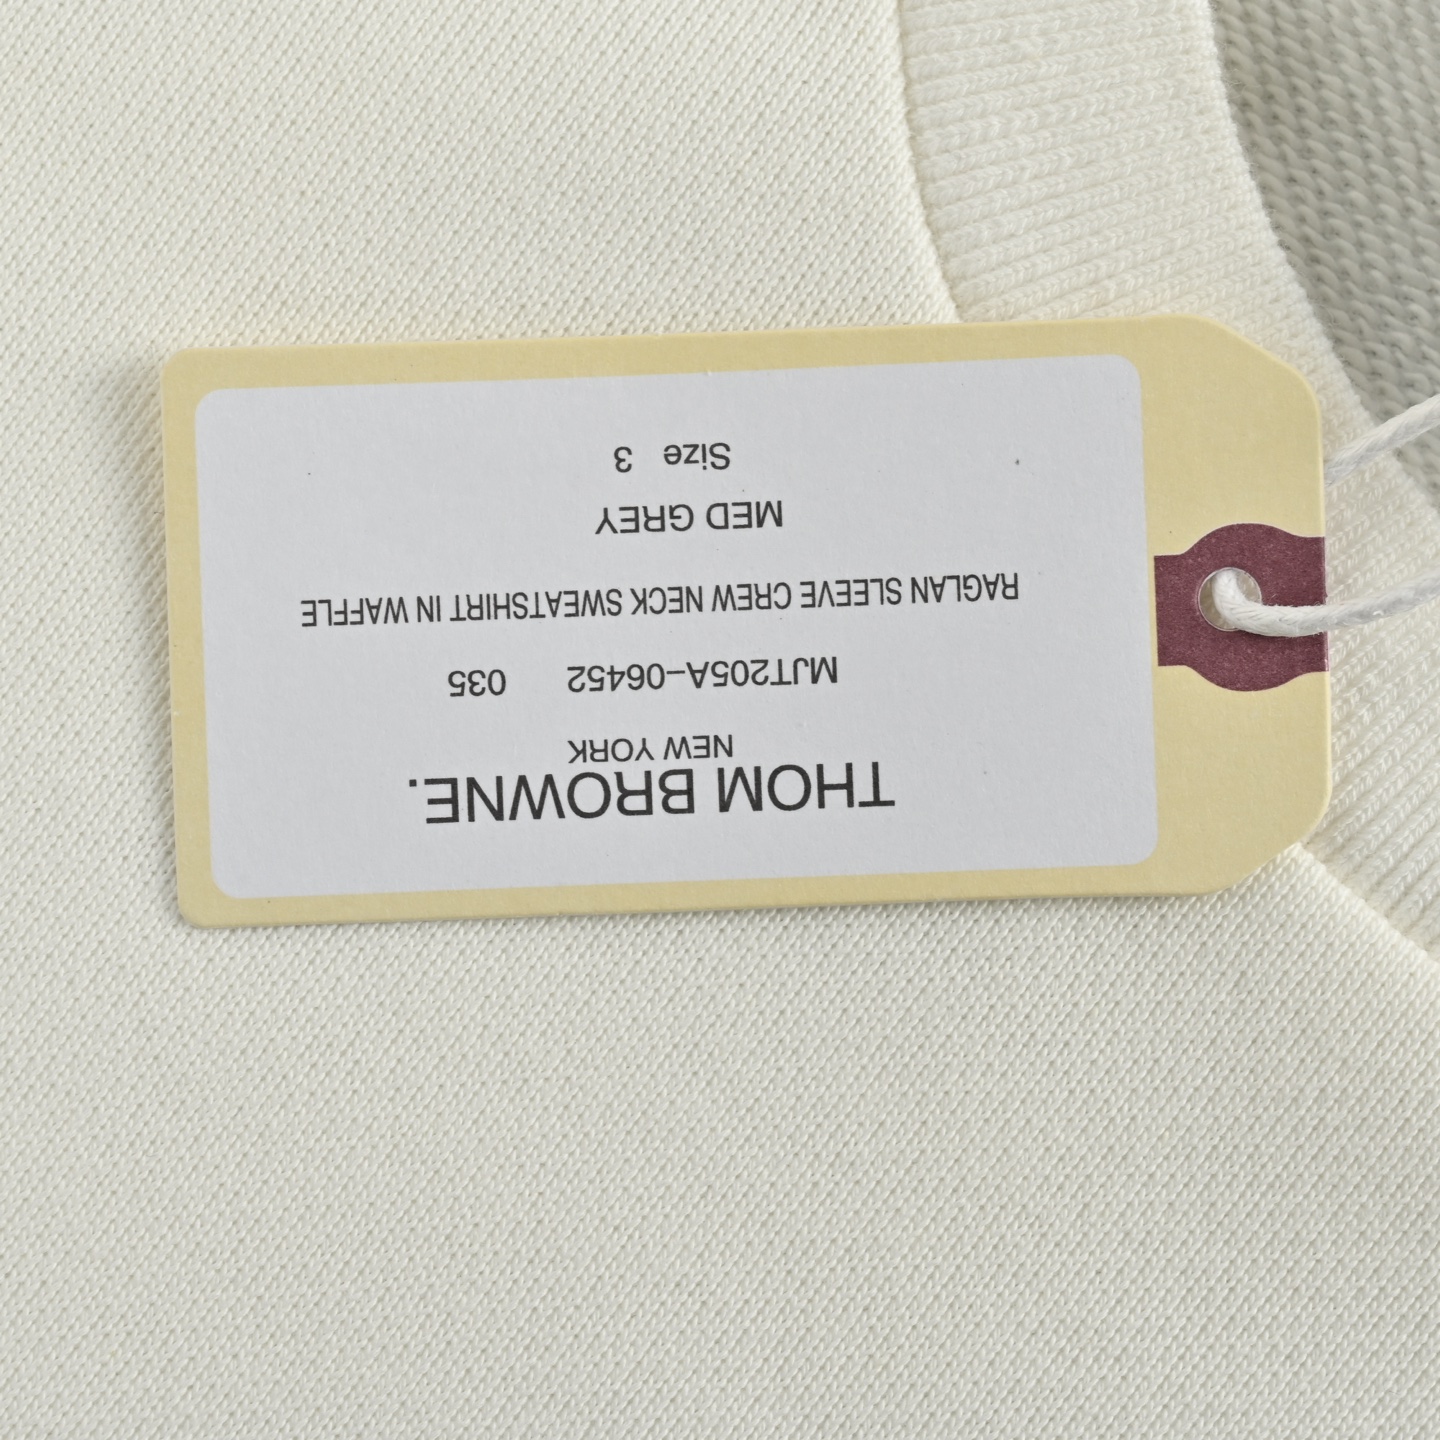 THOM BROWNE.
NEW YORK
MJT205A-06452 035
RAGLAN SLEEVE CREW NECK SWEATSHIRT IN WAFFLE
MED GREY
Size 3